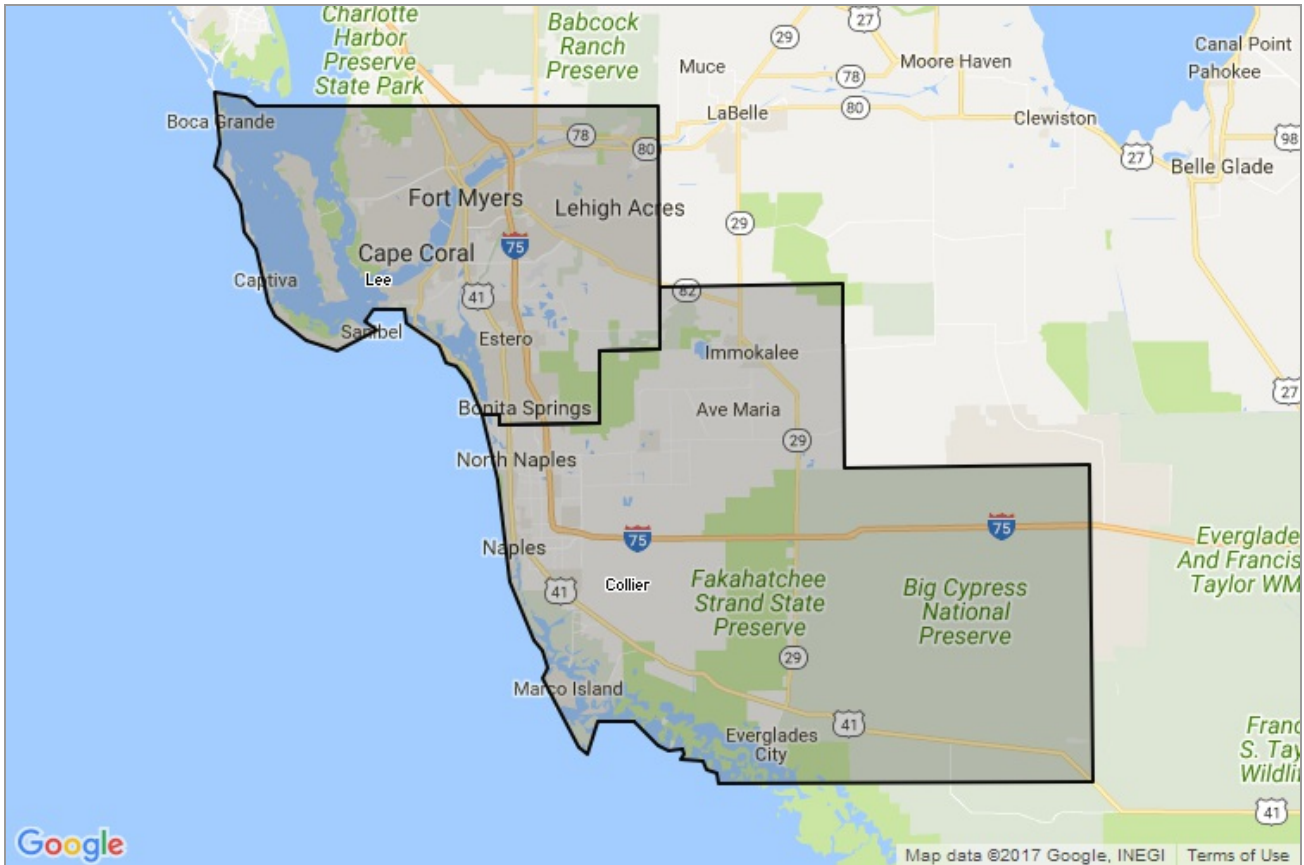 Charlotte
Harbor
Preserve
State Park
Babcock
Ranch
Preserve
27
29
Canal Point
Muce
Moore Haven
Pahokee
78
Boca Grande
LaBelle
80
Clewiston
98
78
80
27
Belle Glade
Fort Myers
Lehigh Acres
29
75
Cape Coral
Captiva
Lee
41
82
Sanibel
Estero
Immokalee
27
Bonita Springs
Ave Maria
29
North Naples
75
75
Naples
Everglade
And Francis
Taylor WM
41
Collier
Fakahatchee
Strand State
Preserve
Big Cypress
National
Preserve
29
Marco Island
41
Everglades
City
Franc
S. Tay
Wildli
41
Google
Map data ©2017 Google, INEGI
Terms of Use